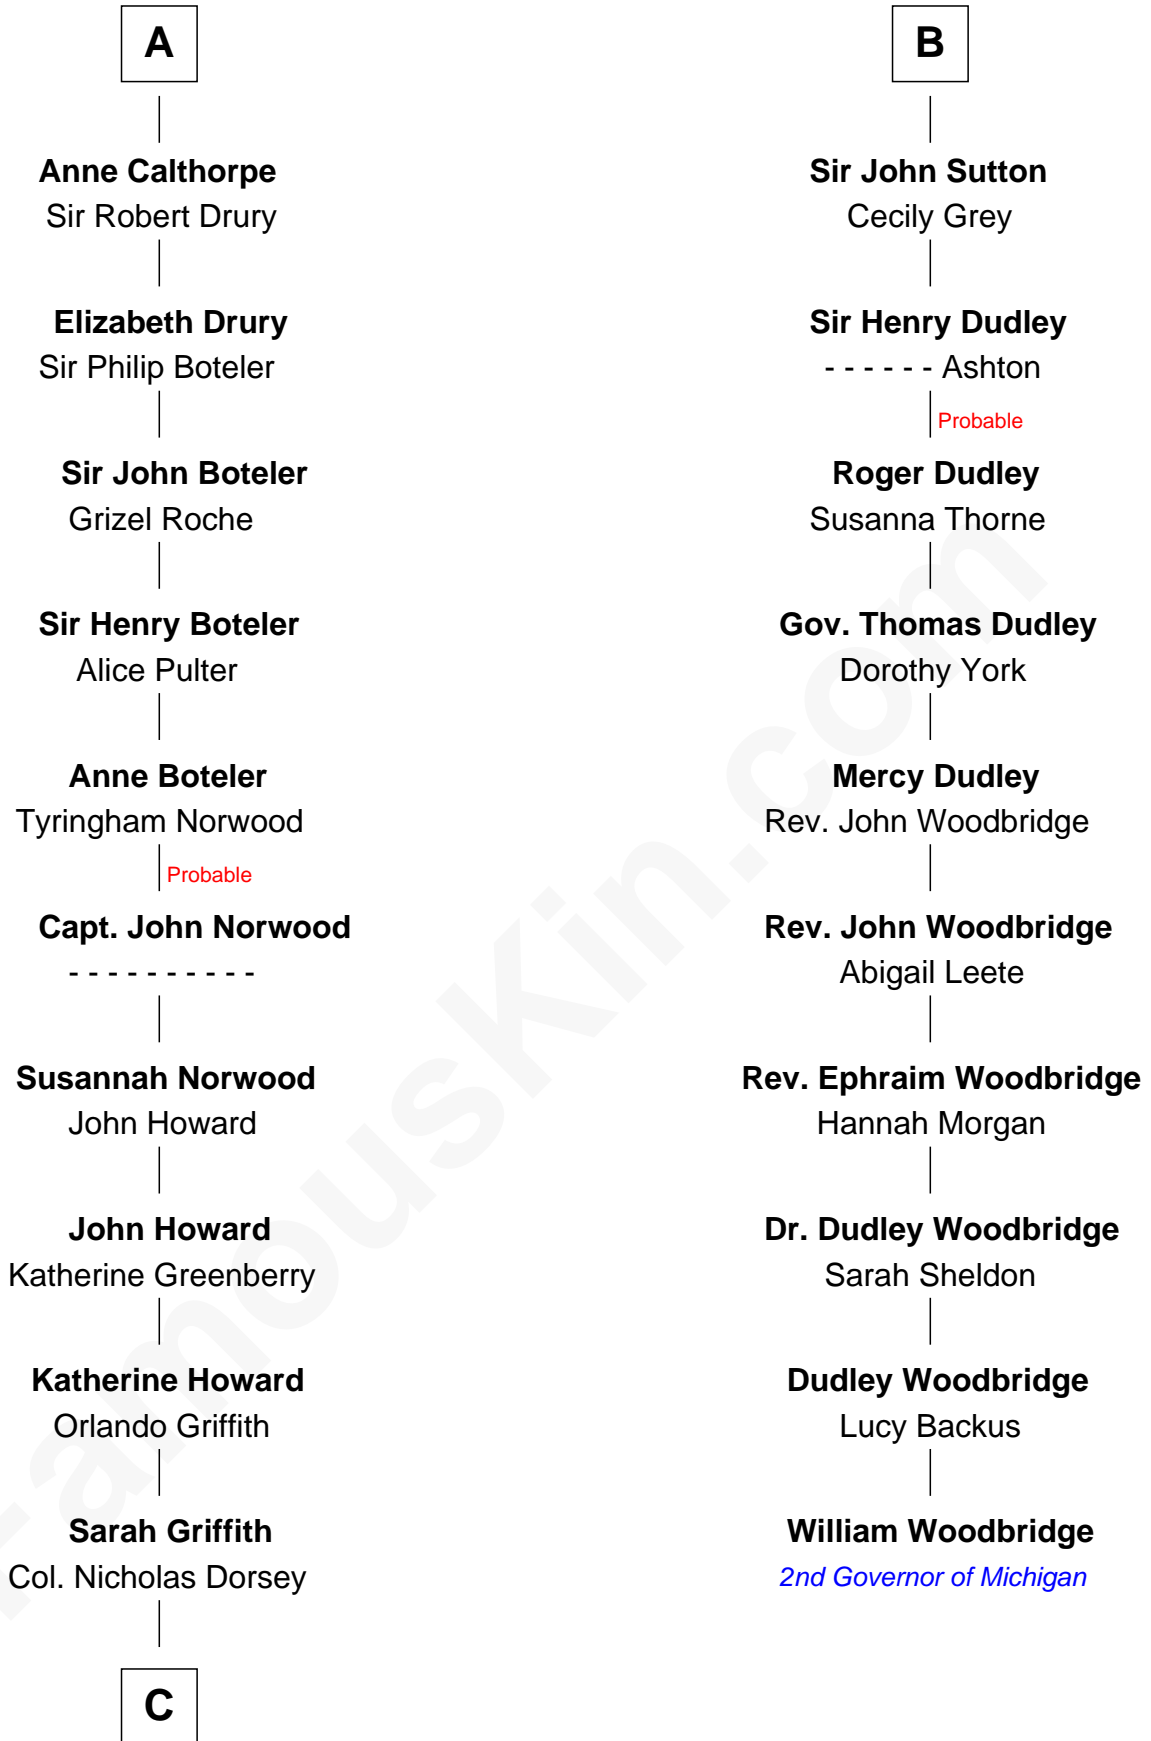 A
Anne Calthorpe
Sir Robert Drury
Elizabeth Drury
Sir Philip Boteler
Sir John Boteler
Grizel Roche
Sir Henry Boteler
Alice Pulter
Anne Boteler
Tyringham Norwood
Probable
Capt. John Norwood
- - - - - - - - - -
Susannah Norwood
John Howard
John Howard
Katherine Greenberry
Katherine Howard
Orlando Griffith
Sarah Griffith
Col. Nicholas Dorsey
C
B
Sir John Sutton
Cecily Grey
Sir Henry Dudley
- - - - - - Ashton
Probable
Roger Dudley
Susanna Thorne
Gov. Thomas Dudley
Dorothy York
Mercy Dudley
Rev. John Woodbridge
Rev. John Woodbridge
Abigail Leete
Rev. Ephraim Woodbridge
Hannah Morgan
Dr. Dudley Woodbridge
Sarah Sheldon
Dudley Woodbridge
Lucy Backus
William Woodbridge
2nd Governor of Michigan
FamousKin.com